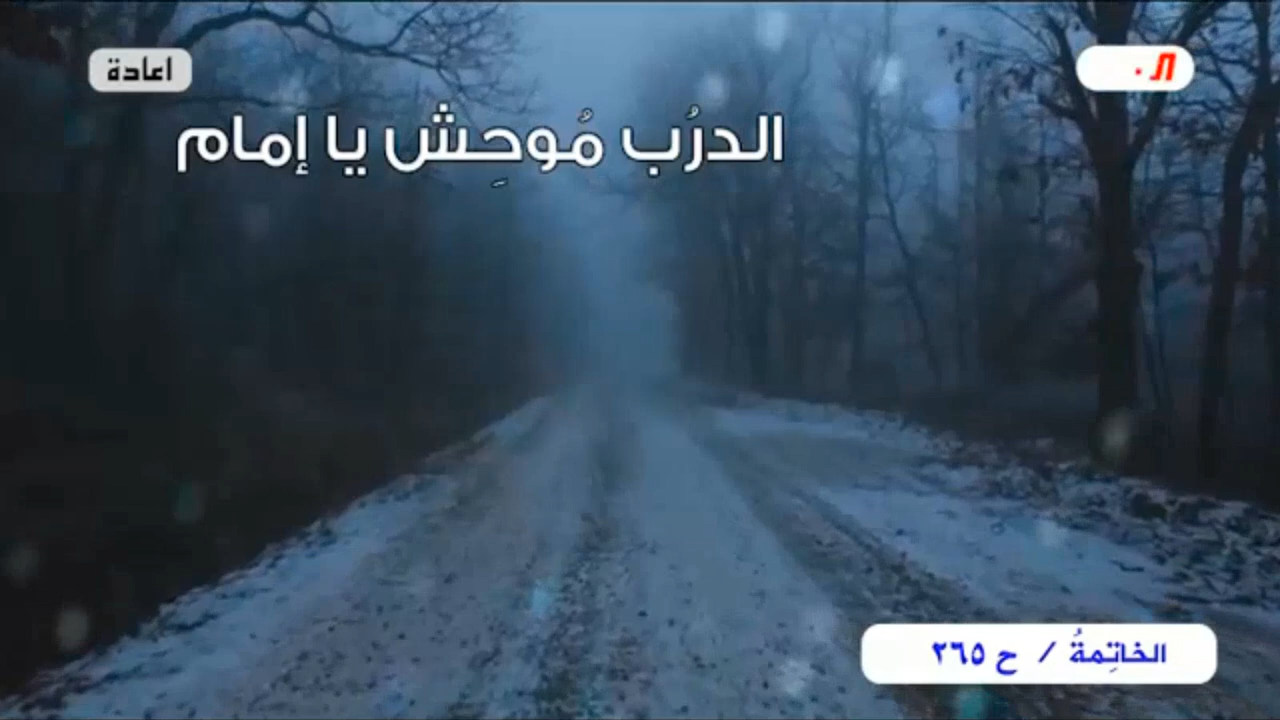 اعادة
الدرُب مُوحِش يا إمام
الخاتِمةُ / ح ٢٦٥